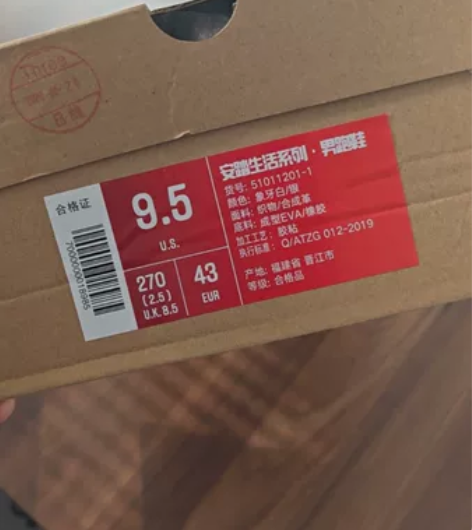 合格证
9.5
U.S.
270
(2.5)
U.K.8.5
43
EUR
安踏生活系列·男跑鞋
货号: 51011201-1
颜色: 象牙白/银
面料: 织物/合成革
底料: 成型EVA/橡胶
加工工艺: 胶粘
执行标准: Q/ATZG 012-2019
产地: 福建省 晋江市
等级: 合格品